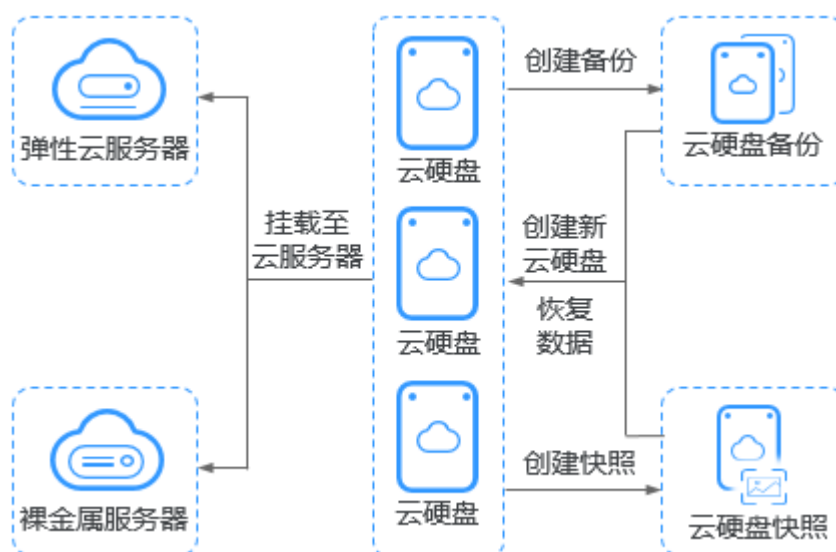 弹性云服务器
裸金属服务器
挂载至
云服务器
云硬盘
云硬盘
云硬盘
创建备份
创建新
云硬盘
恢复
数据
创建快照
云硬盘备份
云硬盘快照